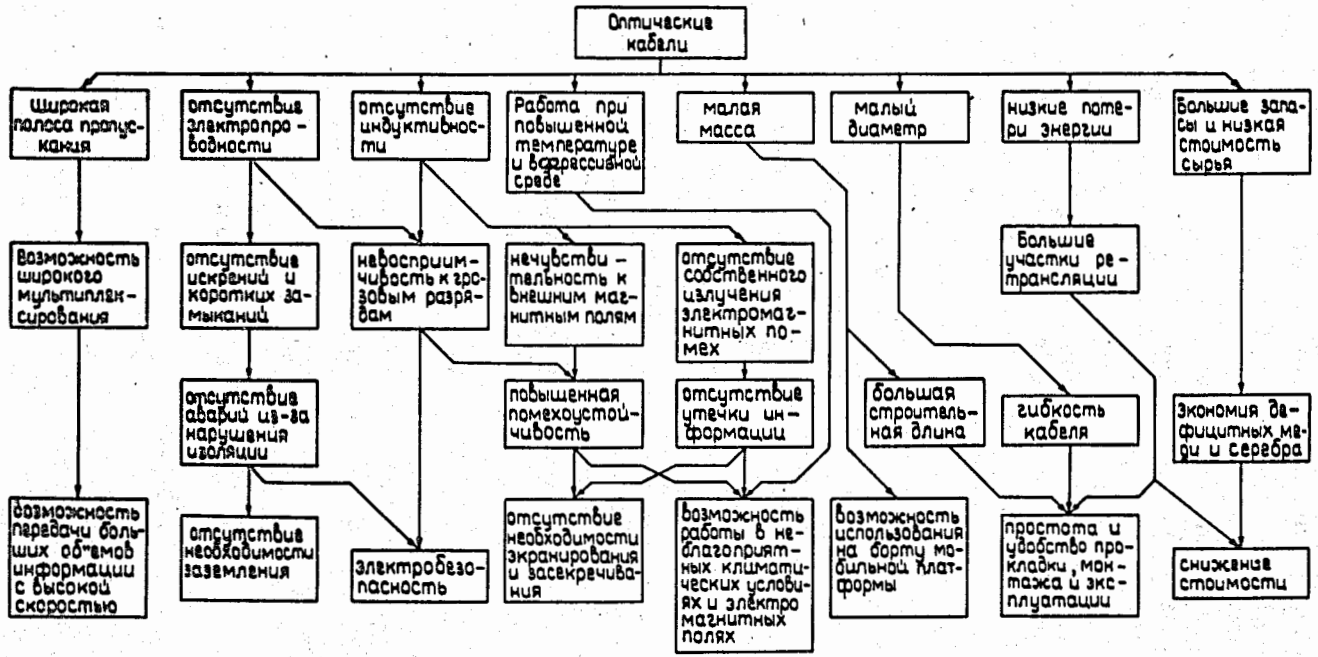 Оптические
кабели
Широкая
полоса пропус-
кания
отсутствие
электропро-
водности
отсутствие
индуктивнос-
ти
Работа при
повышенной
температуре
и в агрессивной
среде
малая
масса
малый
диаметр
низкие поте-
ри энергии
Большие запа-
сы и низкая
стоимость
сырья
Возможность
широкого
мультиплек-
сирования
отсутствие
искрений и
коротких за-
мыканий
невосприим-
чивость к гро-
зовым разря-
дам
нечувстви-
тельность к
внешним маг-
нитным полям
отсутствие
собственного
излучения
электромаг-
нитных по-
мех
Большие
участки ре-
трансляции
отсутствие
аварий из-за
нарушения
изоляции
повышенная
помехоустой-
чивость
отсутствие
утечки ин-
формации
большая
строитель-
ная длина
гибкость
кабеля
Экономия де-
фицитных ме-
ди и серебра
возможность
передачи боль-
ших об"емов
информации
с высокой
скоростью
отсутствие
необходимости
заземления
электробезо-
пасность
отсутствие
необходимости
экранирования
и засекречива-
ния
возможность
работы в не-
благоприят-
ных климати-
ческих услови-
ях и электро
магнитных
полях
возможность
использования
на борту мо-
бильной плат-
формы
простота и
удобство про-
кладки, мон-
тажа и экс-
плуатации
снижение
стоимости